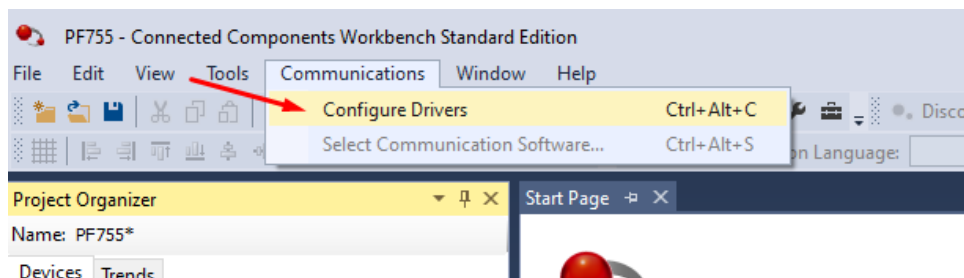 PF755 - Connected Components Workbench Standard Edition
File Edit View Tools Communications Window Help
Configure Drivers Ctrl+Alt+C
Select Communication Software... Ctrl+Alt+S
Language:
Project Organizer
Start Page
Name: PF755*
Devices Trends